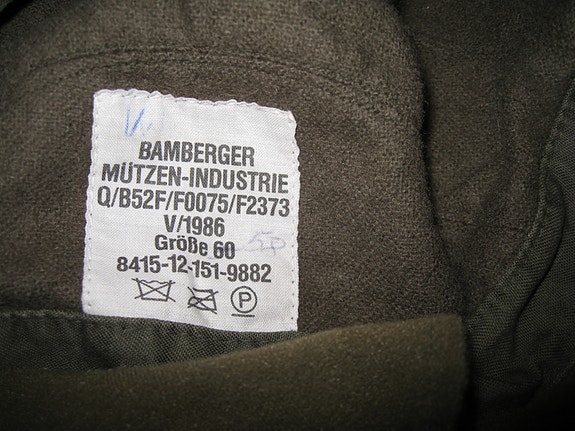 BAMBERGER
MÜTZEN-INDUSTRIE
Q/B52F/F0075/F2373
V/1986
Größe 60
8415-12-151-9882
P